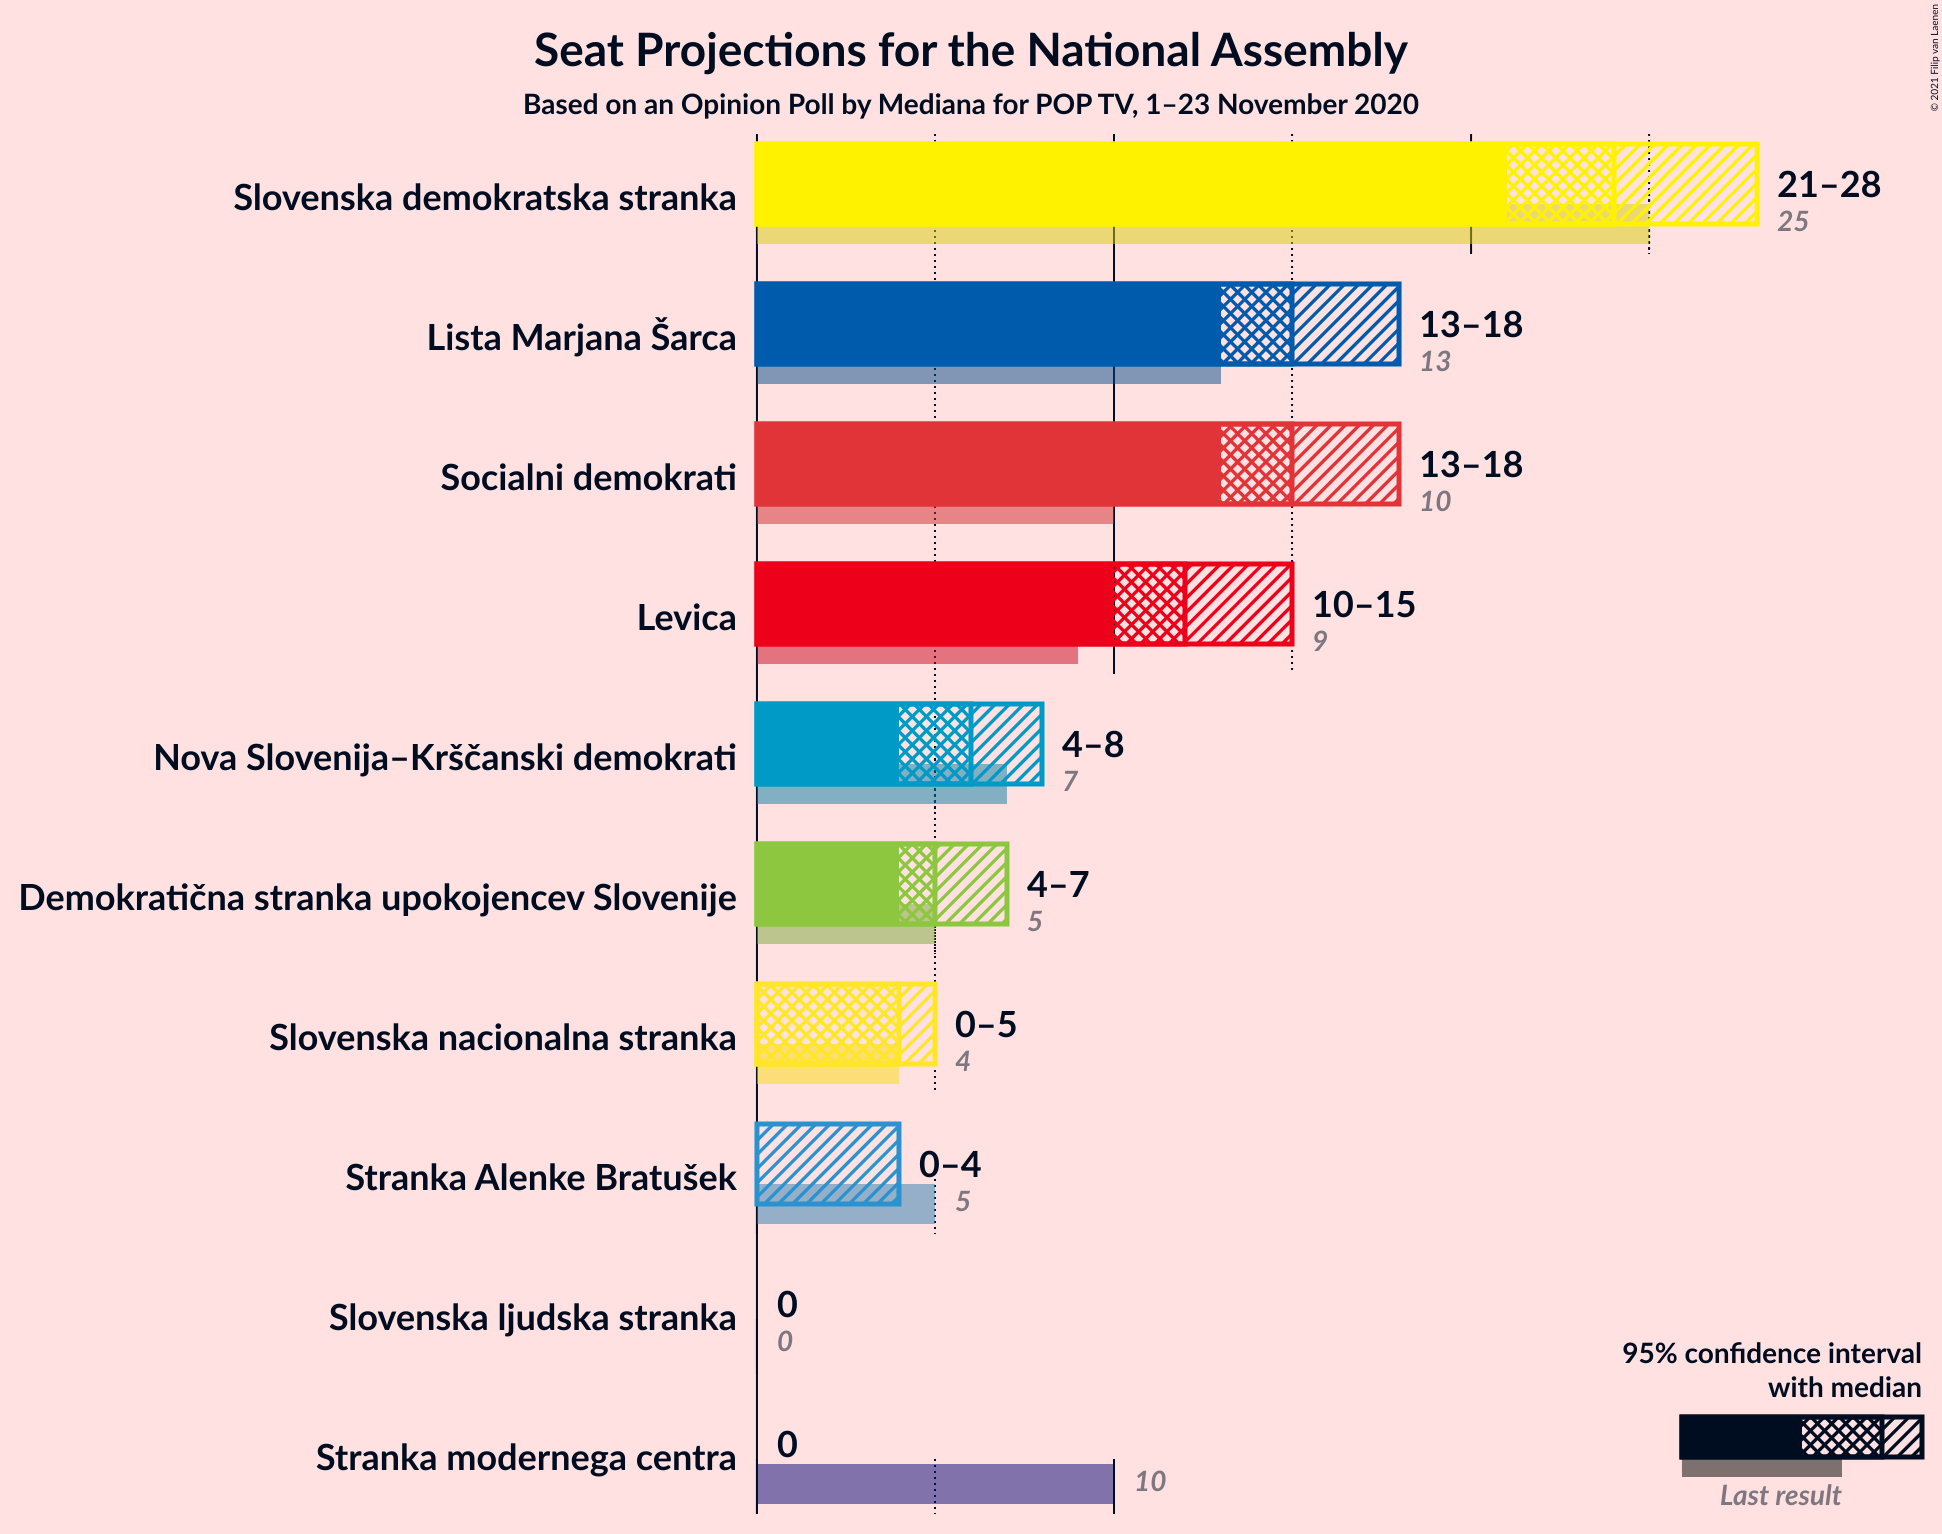 Seat Projections for the National Assembly
Based on an Opinion Poll by Mediana for POP TV, 1–23 November 2020
© 2021 Filip van Laenen
Slovenska demokratska stranka
21–28
25
Lista Marjana Šarca
13–18
13
Socialni demokrati
13–18
10
Levica
10–15
9
Nova Slovenija–Krščanski demokrati
4–8
7
Demokratična stranka upokojencev Slovenije
4–7
5
Slovenska nacionalna stranka
0–5
4
Stranka Alenke Bratušek
0–4
5
Slovenska ljudska stranka
0
0
Stranka modernega centra
0
10
95% confidence interval
with median
Last result